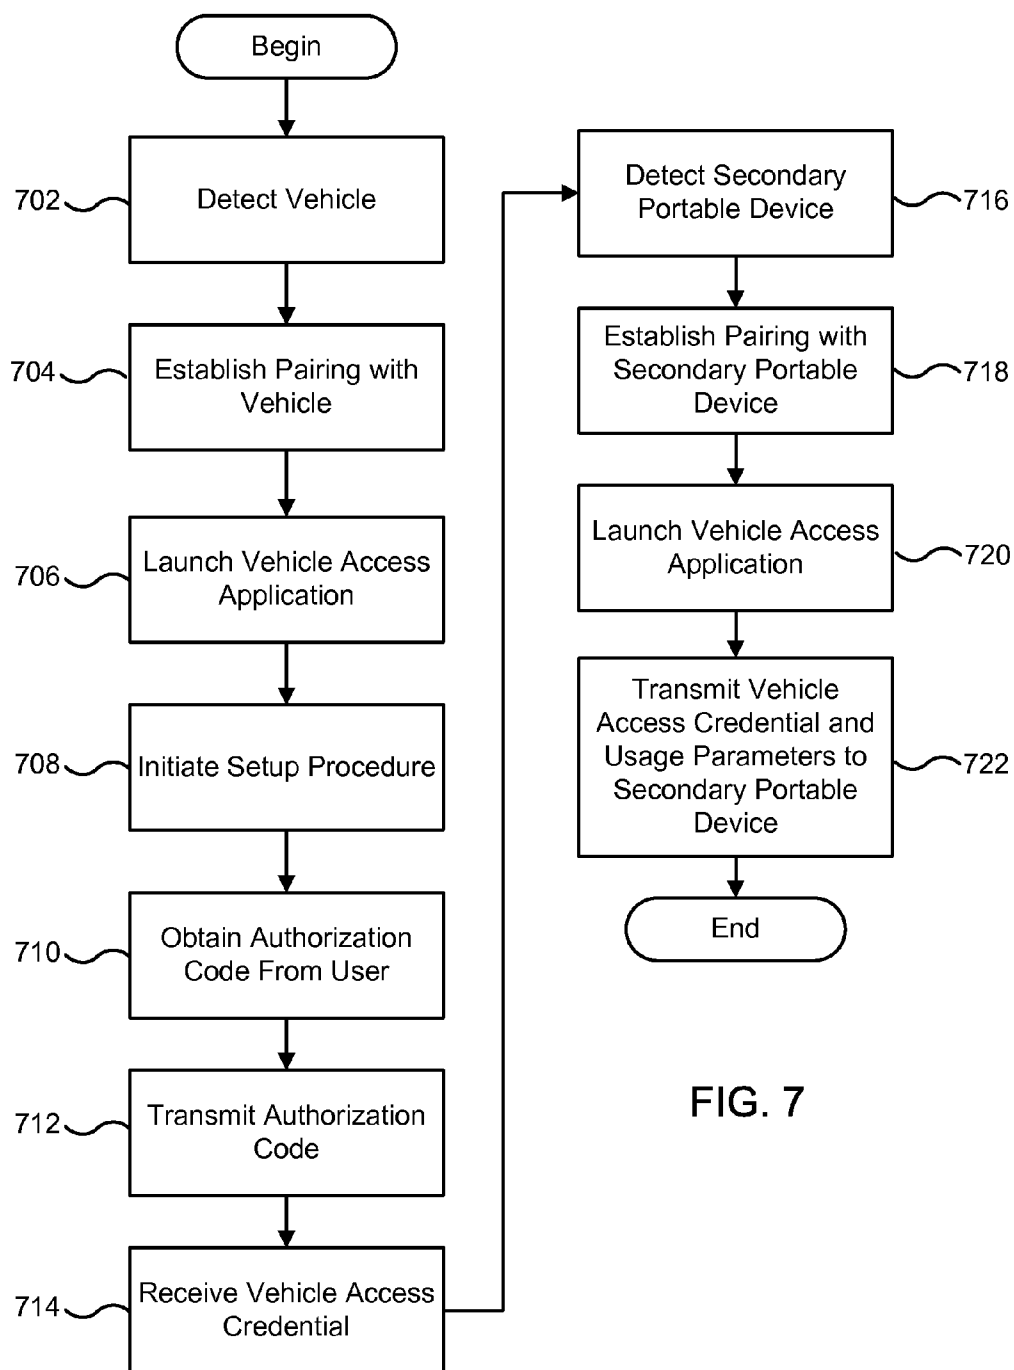 Begin
702
Detect Vehicle
704
Establish Pairing with
Vehicle
706
Launch Vehicle Access
Application
708
Initiate Setup Procedure
710
Obtain Authorization
Code From User
712
Transmit Authorization
Code
714
Receive Vehicle Access
Credential
Detect Secondary
Portable Device
716
Establish Pairing with
Secondary Portable
Device
718
Launch Vehicle Access
Application
720
Transmit Vehicle
Access Credential and
Usage Parameters to
Secondary Portable
Device
722
End
FIG. 7